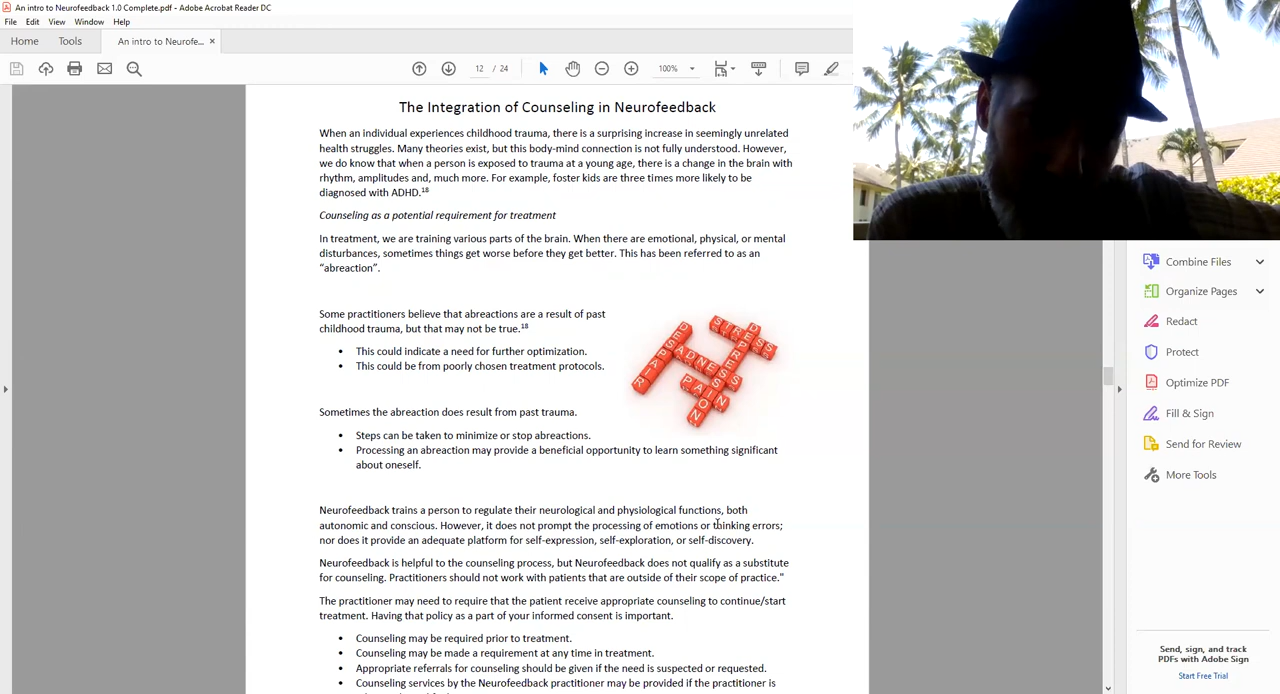 An intro to Neurofeedback 1.0 Complete.pdf - Adobe Acrobat Reader DC
File Edit View Window Help
Home Tools An intro to Neurofe... ×
12 / 24 100%
The Integration of Counseling in Neurofeedback
When an individual experiences childhood trauma, there is a surprising increase in seemingly unrelated
health struggles. Many theories exist, but this body-mind connection is not fully understood. However,
we do know that when a person is exposed to trauma at a young age, there is a change in the brain with
rhythm, amplitudes and, much more. For example, foster kids are three times more likely to be
diagnosed with ADHD.18
Counseling as a potential requirement for treatment
In treatment, we are training various parts of the brain. When there are emotional, physical, or mental
disturbances, sometimes things get worse before they get better. This has been referred to as an
“abreaction”.
Some practitioners believe that abreactions are a result of past
childhood trauma, but that may not be true.18
• This could indicate a need for further optimization.
• This could be from poorly chosen treatment protocols.
STRESS
DESPAIR
SADNESS
DEPRESSION
PAIN
Sometimes the abreaction does result from past trauma.
• Steps can be taken to minimize or stop abreactions.
• Processing an abreaction may provide a beneficial opportunity to learn something significant
about oneself.
Neurofeedback trains a person to regulate their neurological and physiological functions, both
autonomic and conscious. However, it does not prompt the processing of emotions or thinking errors;
nor does it provide an adequate platform for self-expression, self-exploration, or self-discovery.
Neurofeedback is helpful to the counseling process, but Neurofeedback does not qualify as a substitute
for counseling. Practitioners should not work with patients that are outside of their scope of practice."
The practitioner may need to require that the patient receive appropriate counseling to continue/start
treatment. Having that policy as a part of your informed consent is important.
• Counseling may be required prior to treatment.
• Counseling may be made a requirement at any time in treatment.
• Appropriate referrals for counseling should be given if the need is suspected or requested.
• Counseling services by the Neurofeedback practitioner may be provided if the practitioner is
Combine Files
Organize Pages
Redact
Protect
Optimize PDF
Fill & Sign
Send for Review
More Tools
Send, sign, and track
PDFs with Adobe Sign
Start Free Trial